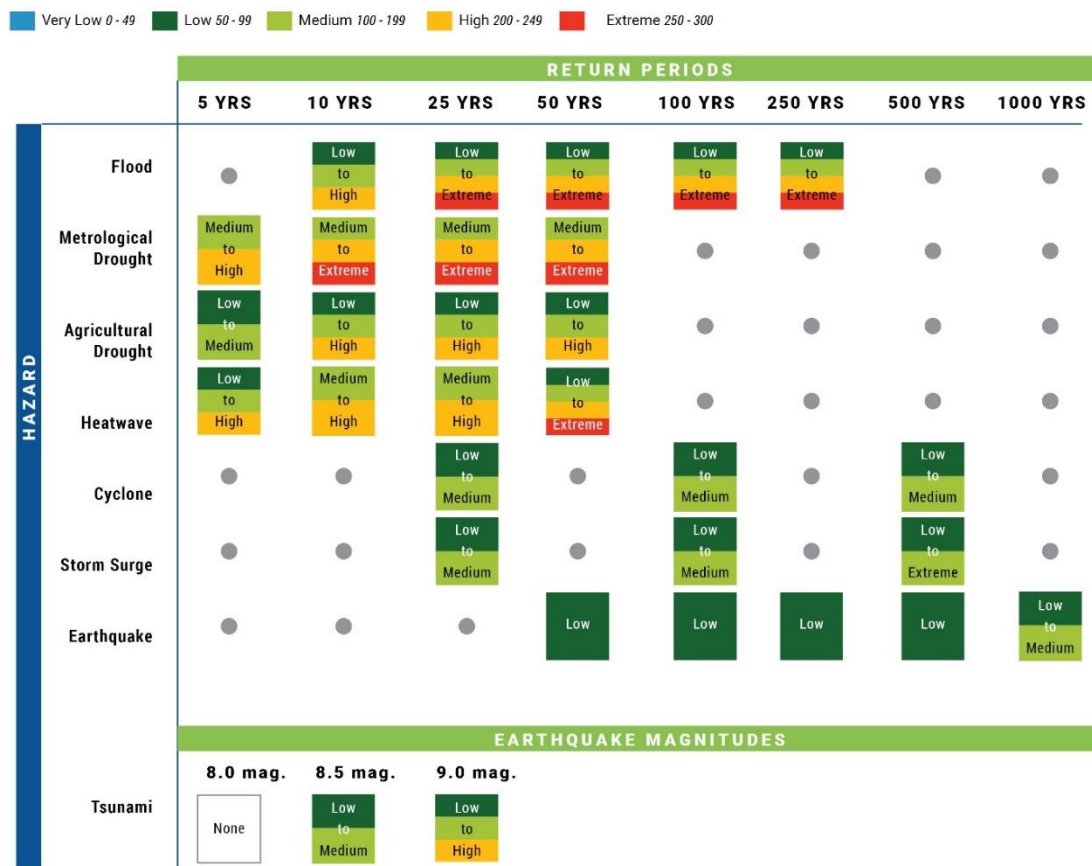 Very Low 0 - 49 Low 50 - 99 Medium 100 - 199 High 200 - 249 Extreme 250 - 300
RETURN PERIODS
5 YRS 10 YRS 25 YRS 50 YRS 100 YRS 250 YRS 500 YRS 1000 YRS
HAZARD
Flood
Low to High
Low to Extreme
Low to Extreme
Low to Extreme
Low to Extreme
Metrological
Drought
Medium to High
Medium to Extreme
Medium to Extreme
Medium to Extreme
Agricultural
Drought
Low to Medium
Low to High
Low to High
Low to High
Heatwave
Low to High
Medium to High
Medium to High
Low to Extreme
Cyclone
Low to Medium
Low to Medium
Low to Medium
Storm Surge
Low to Medium
Low to Medium
Low to Extreme
Earthquake
Low
Low
Low
Low
Low to Medium
EARTHQUAKE MAGNITUDES
8.0 mag. 8.5 mag. 9.0 mag.
Tsunami
None
Low to Medium
Low to High